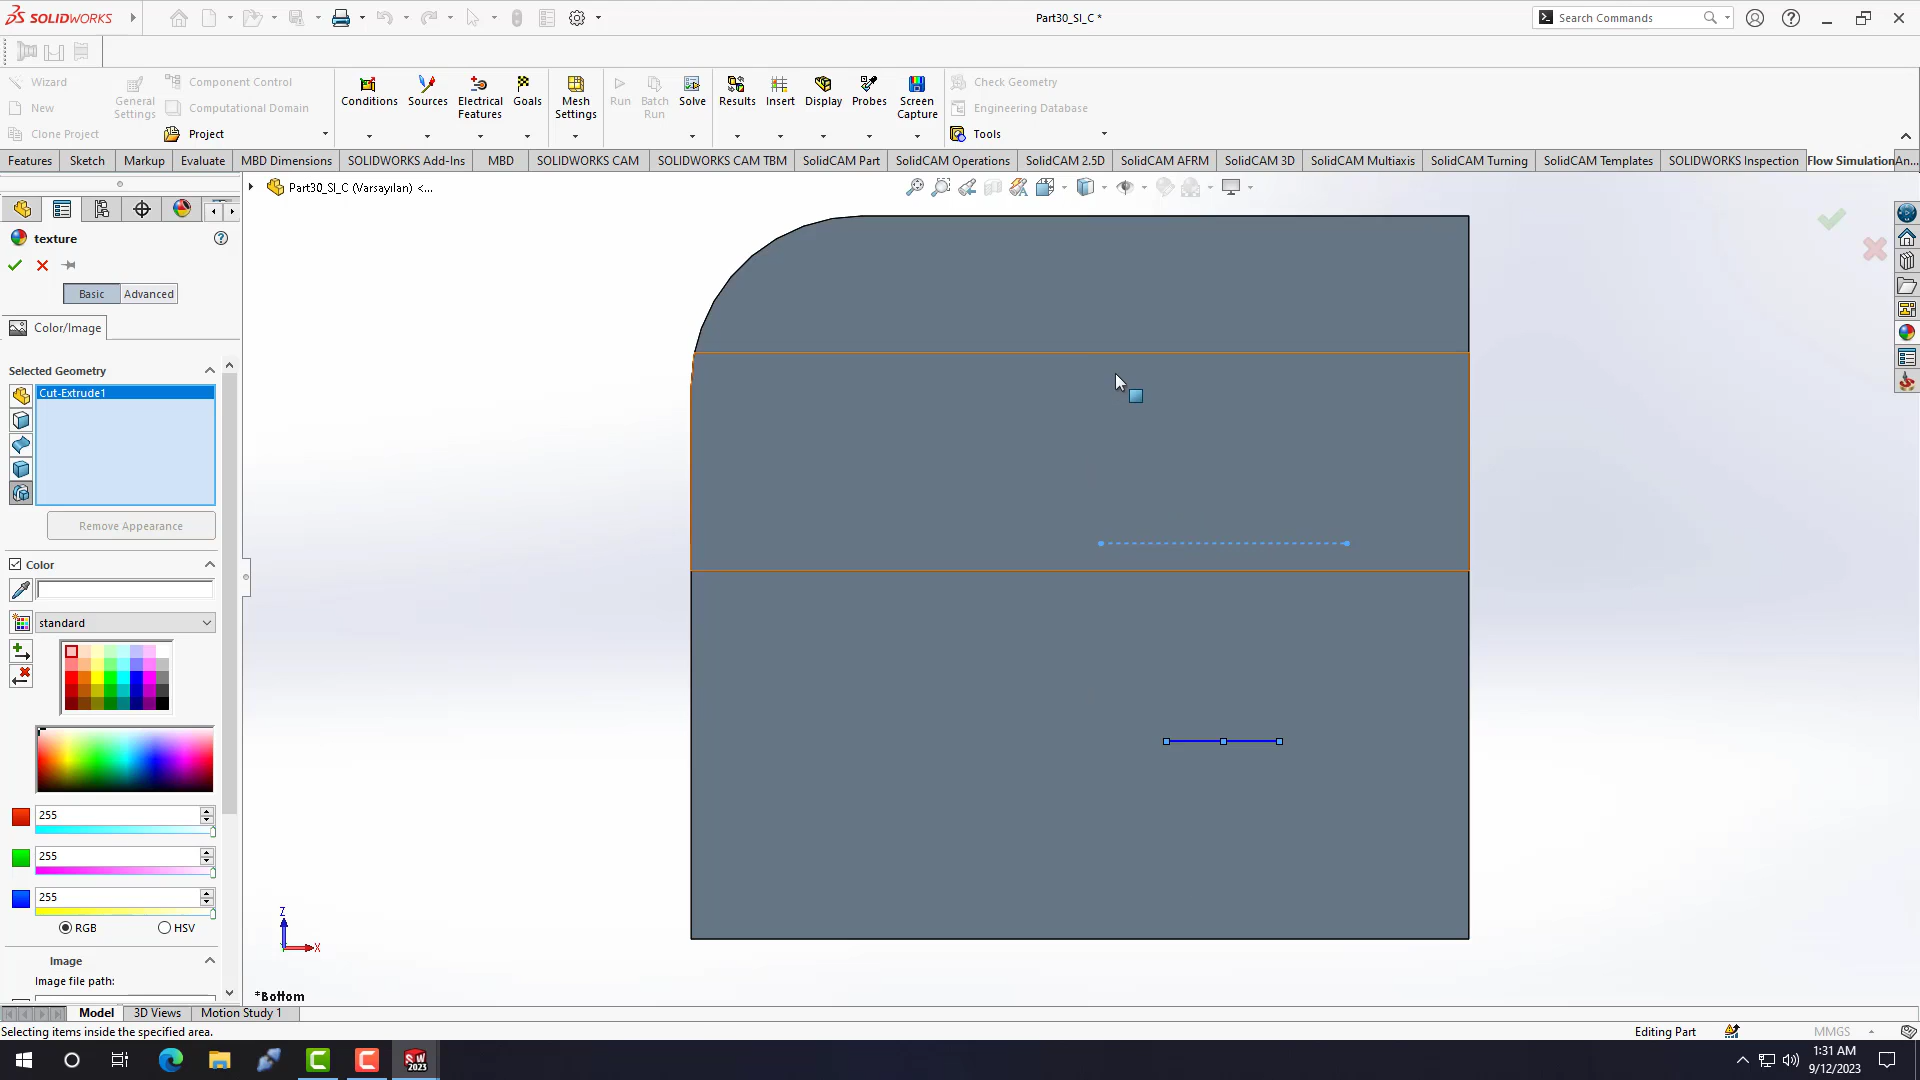 SOLIDWORKS
Part30_SI_C *
Search Commands
Wizard
New
Clone Project
General Settings
Component Control
Computational Domain
Project
Conditions
Sources
Electrical Features
Goals
Mesh Settings
Run
Batch Run
Solve
Results
Insert
Display
Probes
Screen Capture
Check Geometry
Engineering Database
Tools
Features
Sketch
Markup
Evaluate
MBD Dimensions
SOLIDWORKS Add-Ins
MBD
SOLIDWORKS CAM
SOLIDWORKS CAM TBM
SolidCAM Part
SolidCAM Operations
SolidCAM 2.5D
SolidCAM AFRM
SolidCAM 3D
SolidCAM Multiaxis
SolidCAM Turning
SolidCAM Templates
SOLIDWORKS Inspection
Flow Simulation
An...
Part30_SI_C (Varsayılan) <...
texture
Basic
Advanced
Color/Image
Selected Geometry
Cut-Extrude1
Remove Appearance
Color
standard
255
255
255
RGB
HSV
Image
Image file path:
Z
X
*Bottom
Model
3D Views
Motion Study 1
Selecting items inside the specified area.
Editing Part
MMGS
SW 2023
1:31 AM
9/12/2023